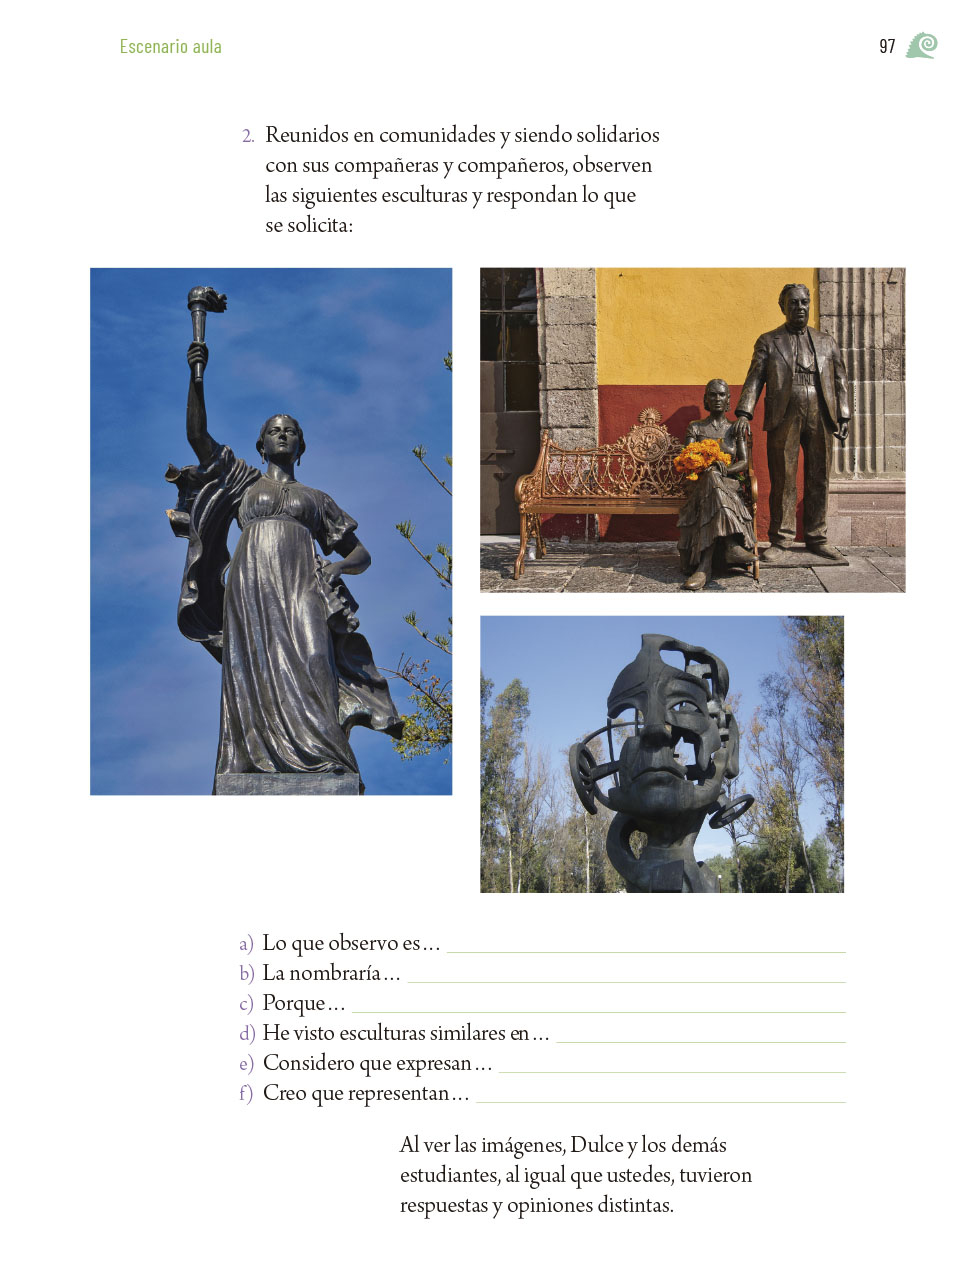 Escenario aula
97
2. Reunidos en comunidades y siendo solidarios
con sus compañeras y compañeros, observen
las siguientes esculturas y respondan lo que
se solicita:
a) Lo que observo es...
b) La nombraría...
c) Porque...
d) He visto esculturas similares en...
e) Considero que expresan...
f) Creo que representan...
Al ver las imágenes, Dulce y los demás
estudiantes, al igual que ustedes, tuvieron
respuestas y opiniones distintas.